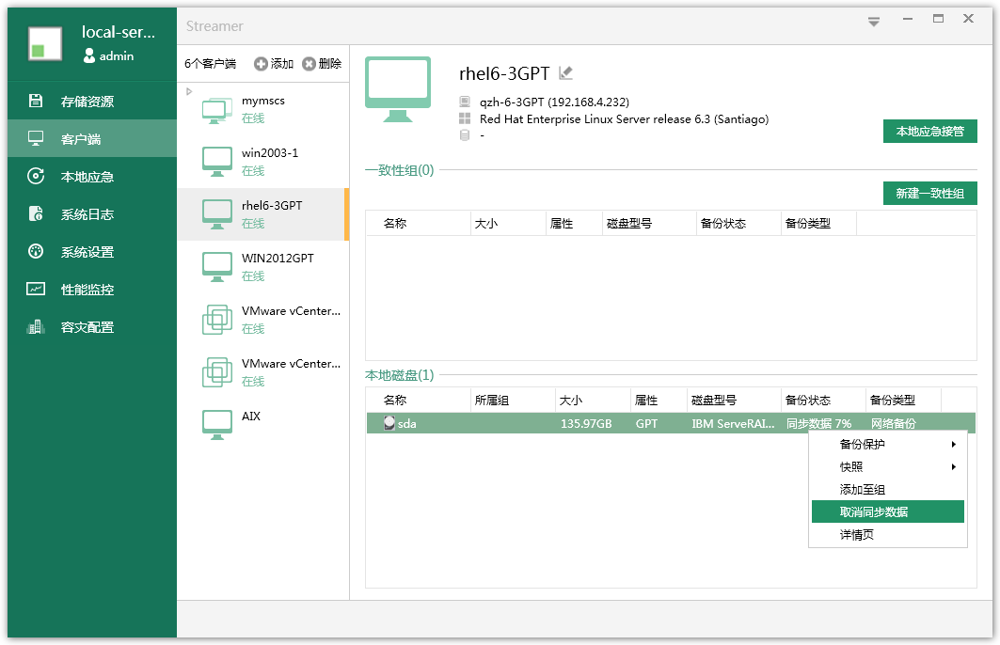 local-ser...
admin
存储资源
客户端
本地应急
系统日志
系统设置
性能监控
容灾配置
Streamer
6个客户端 添加 删除
mymscs
在线
win2003-1
在线
rhel6-3GPT
在线
WIN2012GPT
在线
VMware vCenter...
在线
VMware vCenter...
在线
AIX
rhel6-3GPT
qzh-6-3GPT (192.168.4.232)
Red Hat Enterprise Linux Server release 6.3 (Santiago)
-
本地应急接管
一致性组(0)
新建一致性组
名称 大小 属性 磁盘型号 备份状态 备份类型
本地磁盘(1)
名称 所属组 大小 属性 磁盘型号 备份状态 备份类型
sda 135.97GB GPT IBM ServeRAI... 同步数据 7% 网络备份
备份保护
快照
添加至组
取消同步数据
详情页